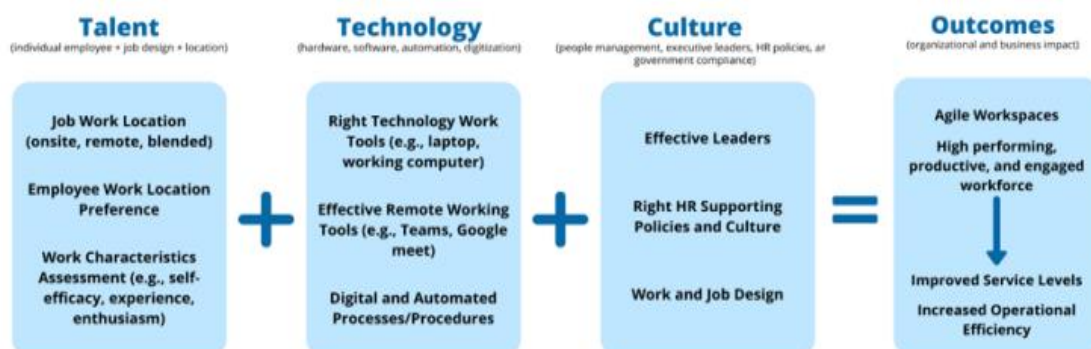 Talent
(individual employee + job design + location)
Job Work Location
(onsite, remote, blended)
Employee Work Location
Preference
Work Characteristics
Assessment (e.g., self-
efficacy, experience,
enthusiasm)
+
Technology
(hardware, software, automation, digitization)
Right Technology Work
Tools (e.g., laptop,
working computer)
Effective Remote Working
Tools (e.g., Teams, Google
meet)
Digital and Automated
Processes/Procedures
+
Culture
(people management, executive leaders, HR policies, an
government compliance)
Effective Leaders
Right HR Supporting
Policies and Culture
Work and Job Design
=
Outcomes
(organizational and business impact)
Agile Workspaces
High performing,
productive, and engaged
workforce
Improved Service Levels
Increased Operational
Efficiency